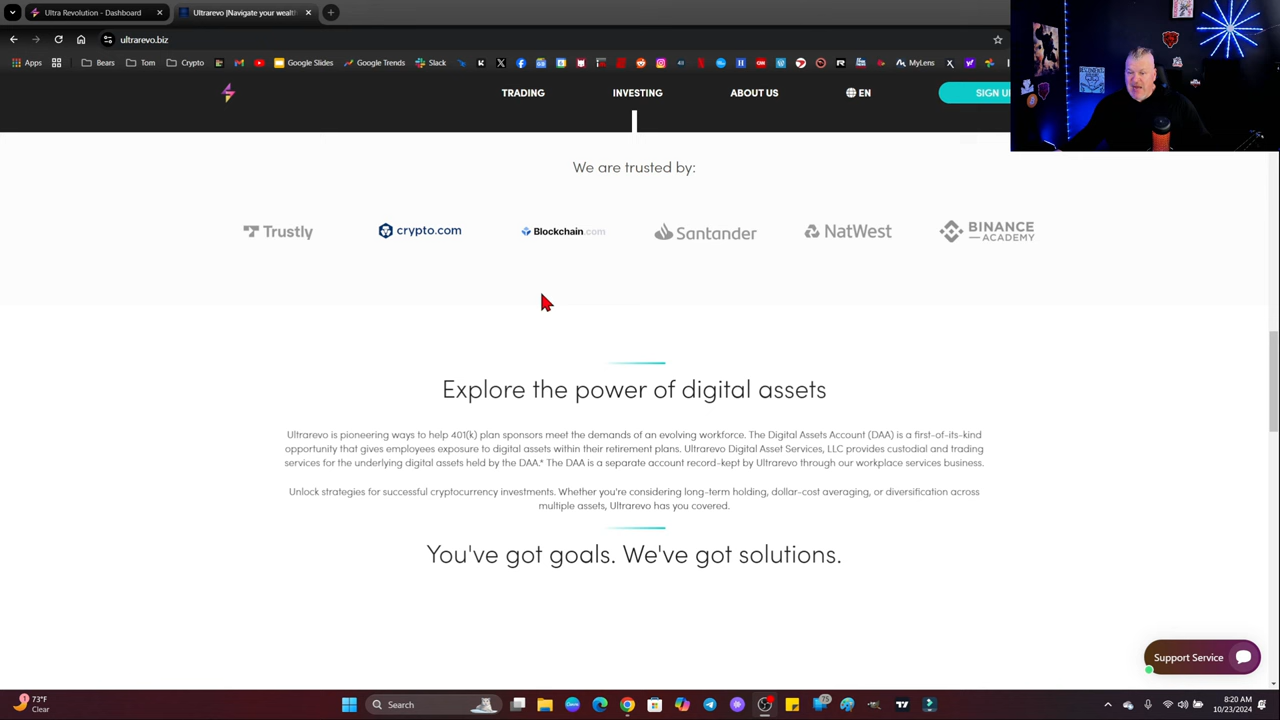 Ultra Revolution - Dashboard
Ultrarevo |Navigate your wealt
ultrarevo.biz
Apps
Bears
Tom
Crypto
Google Slides
Google Trends
Slack
MyLens
TRADING
INVESTING
ABOUT US
EN
SIGN U
We are trusted by:
Trustly
crypto.com
Blockchain.com
Santander
NatWest
BINANCE
ACADEMY
Explore the power of digital assets
Ultrarevo is pioneering ways to help 401(k) plan sponsors meet the demands of an evolving workforce. The Digital Assets Account (DAA) is a first-of-its-kind
opportunity that gives employees exposure to digital assets within their retirement plans. Ultrarevo Digital Asset Services, LLC provides custodial and trading
services for the underlying digital assets held by the DAA.* The DAA is a separate account record-kept by Ultrarevo through our workplace services business.
Unlock strategies for successful cryptocurrency investments. Whether you're considering long-term holding, dollar-cost averaging, or diversification across
multiple assets, Ultrarevo has you covered.
You've got goals. We've got solutions.
Support Service
73°F
Clear
Search
75
8:20 AM
10/23/2024